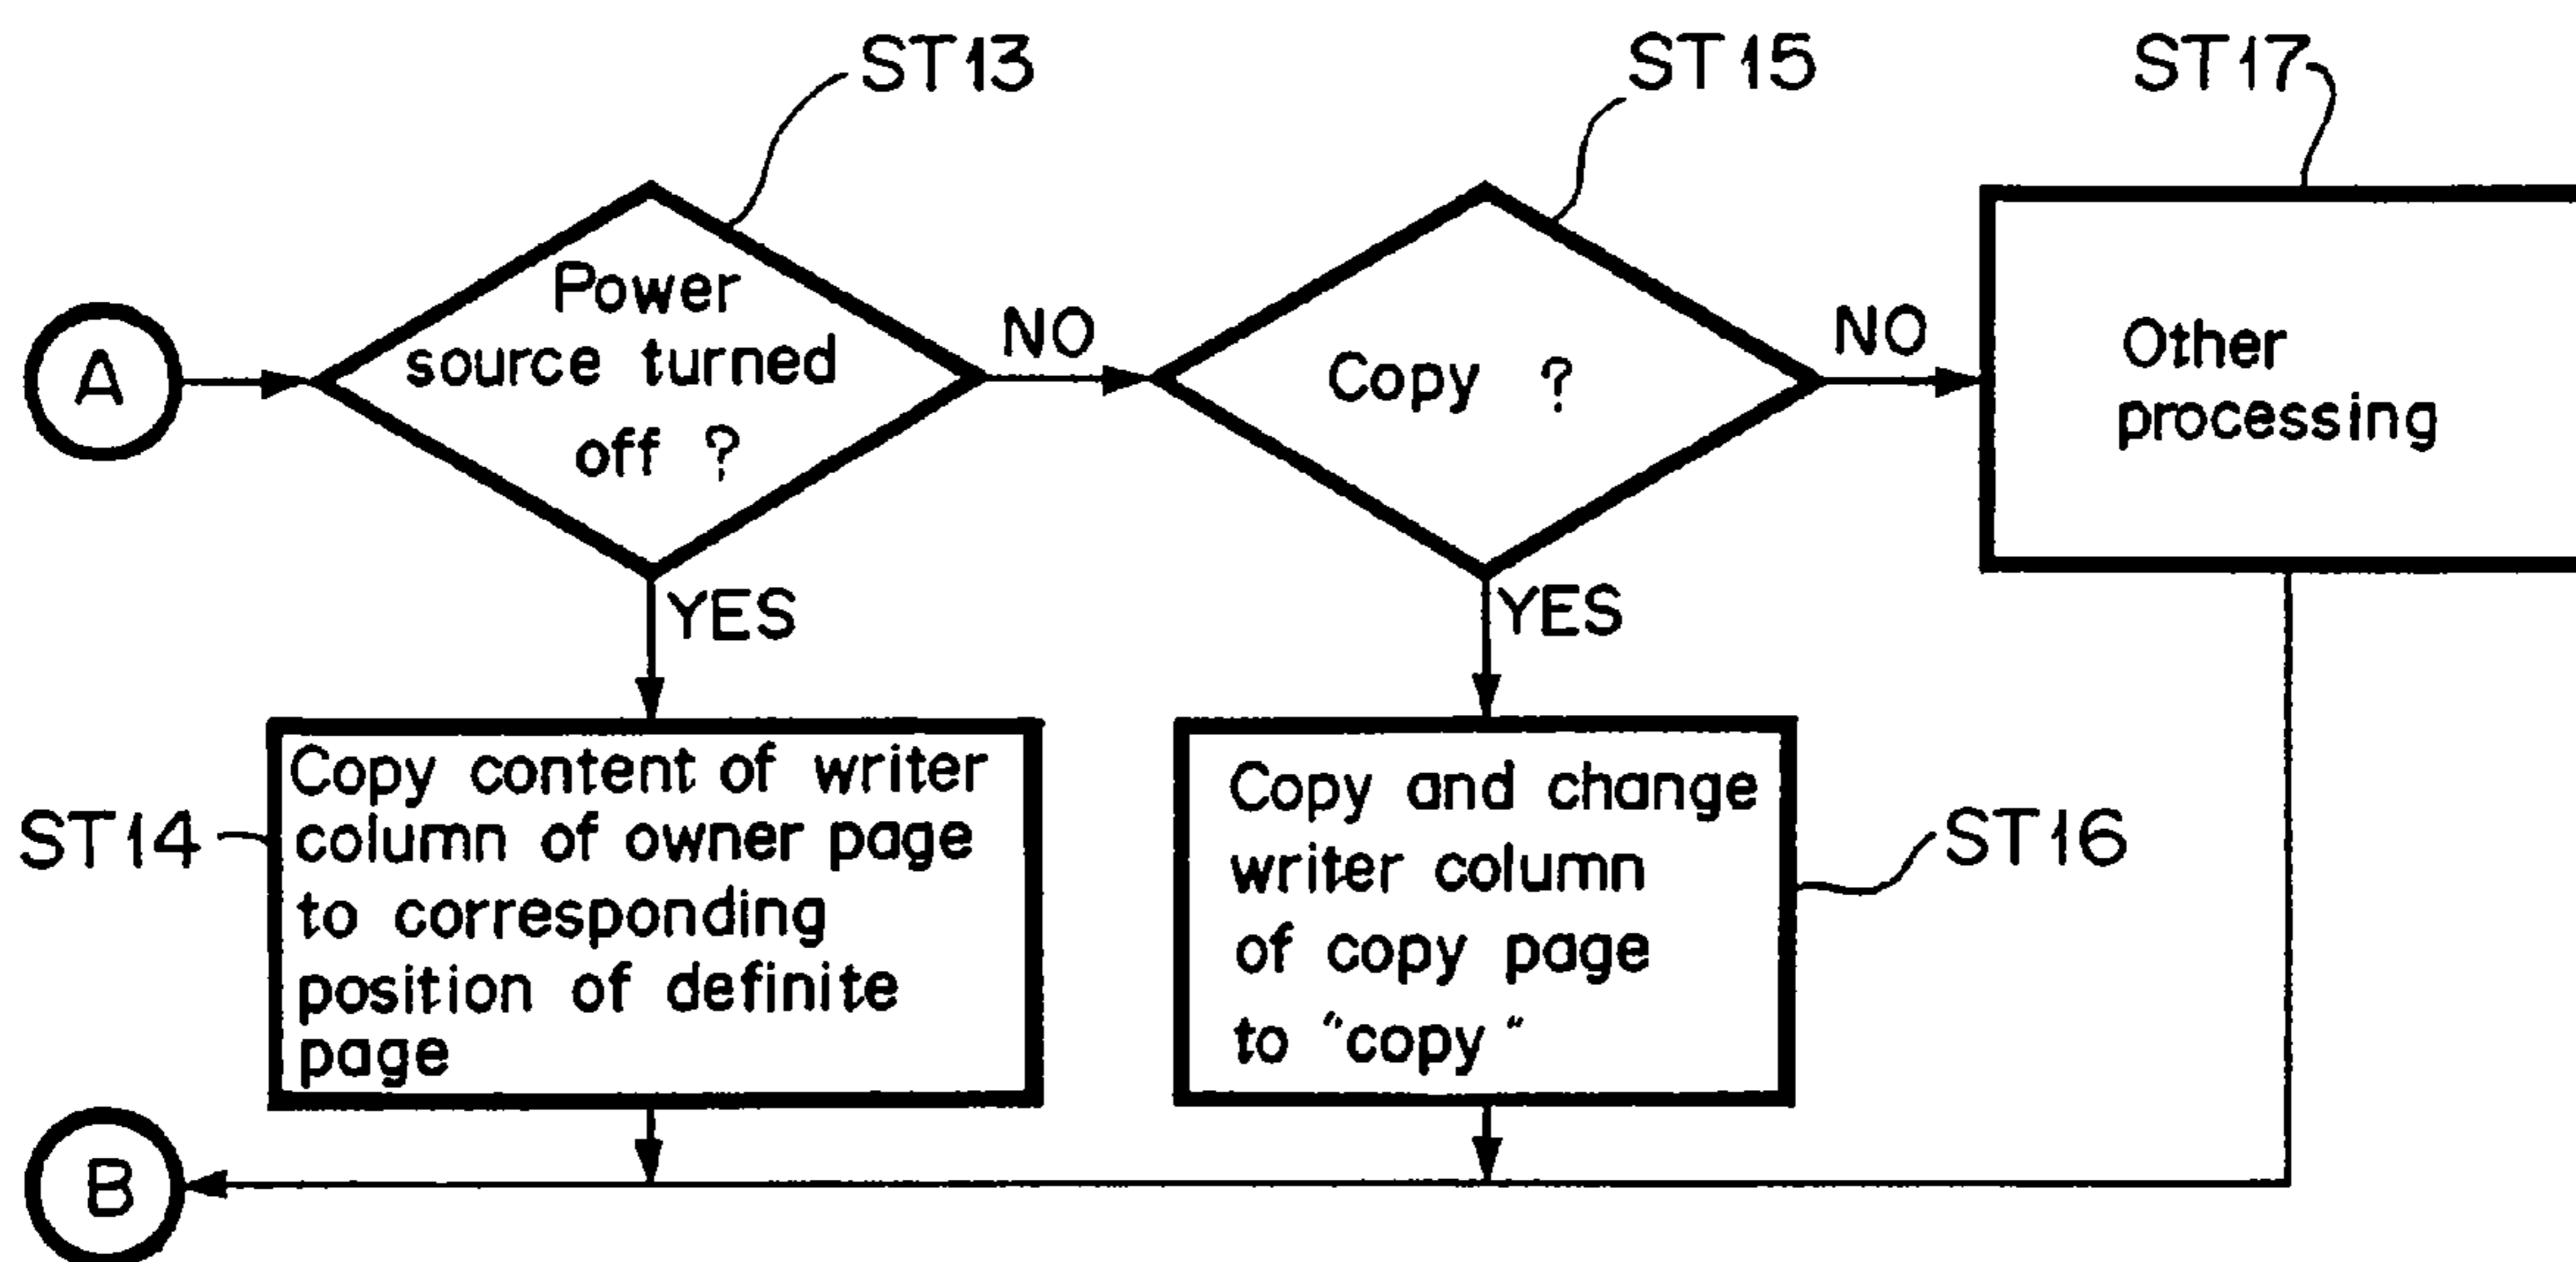 ST13
ST15
ST17
A
Power
source turned
off ?
NO
Copy ?
NO
Other
processing
YES
YES
ST14
Copy content of writer
column of owner page
to corresponding
position of definite
page
Copy and change
writer column
of copy page
to "copy"
ST16
B